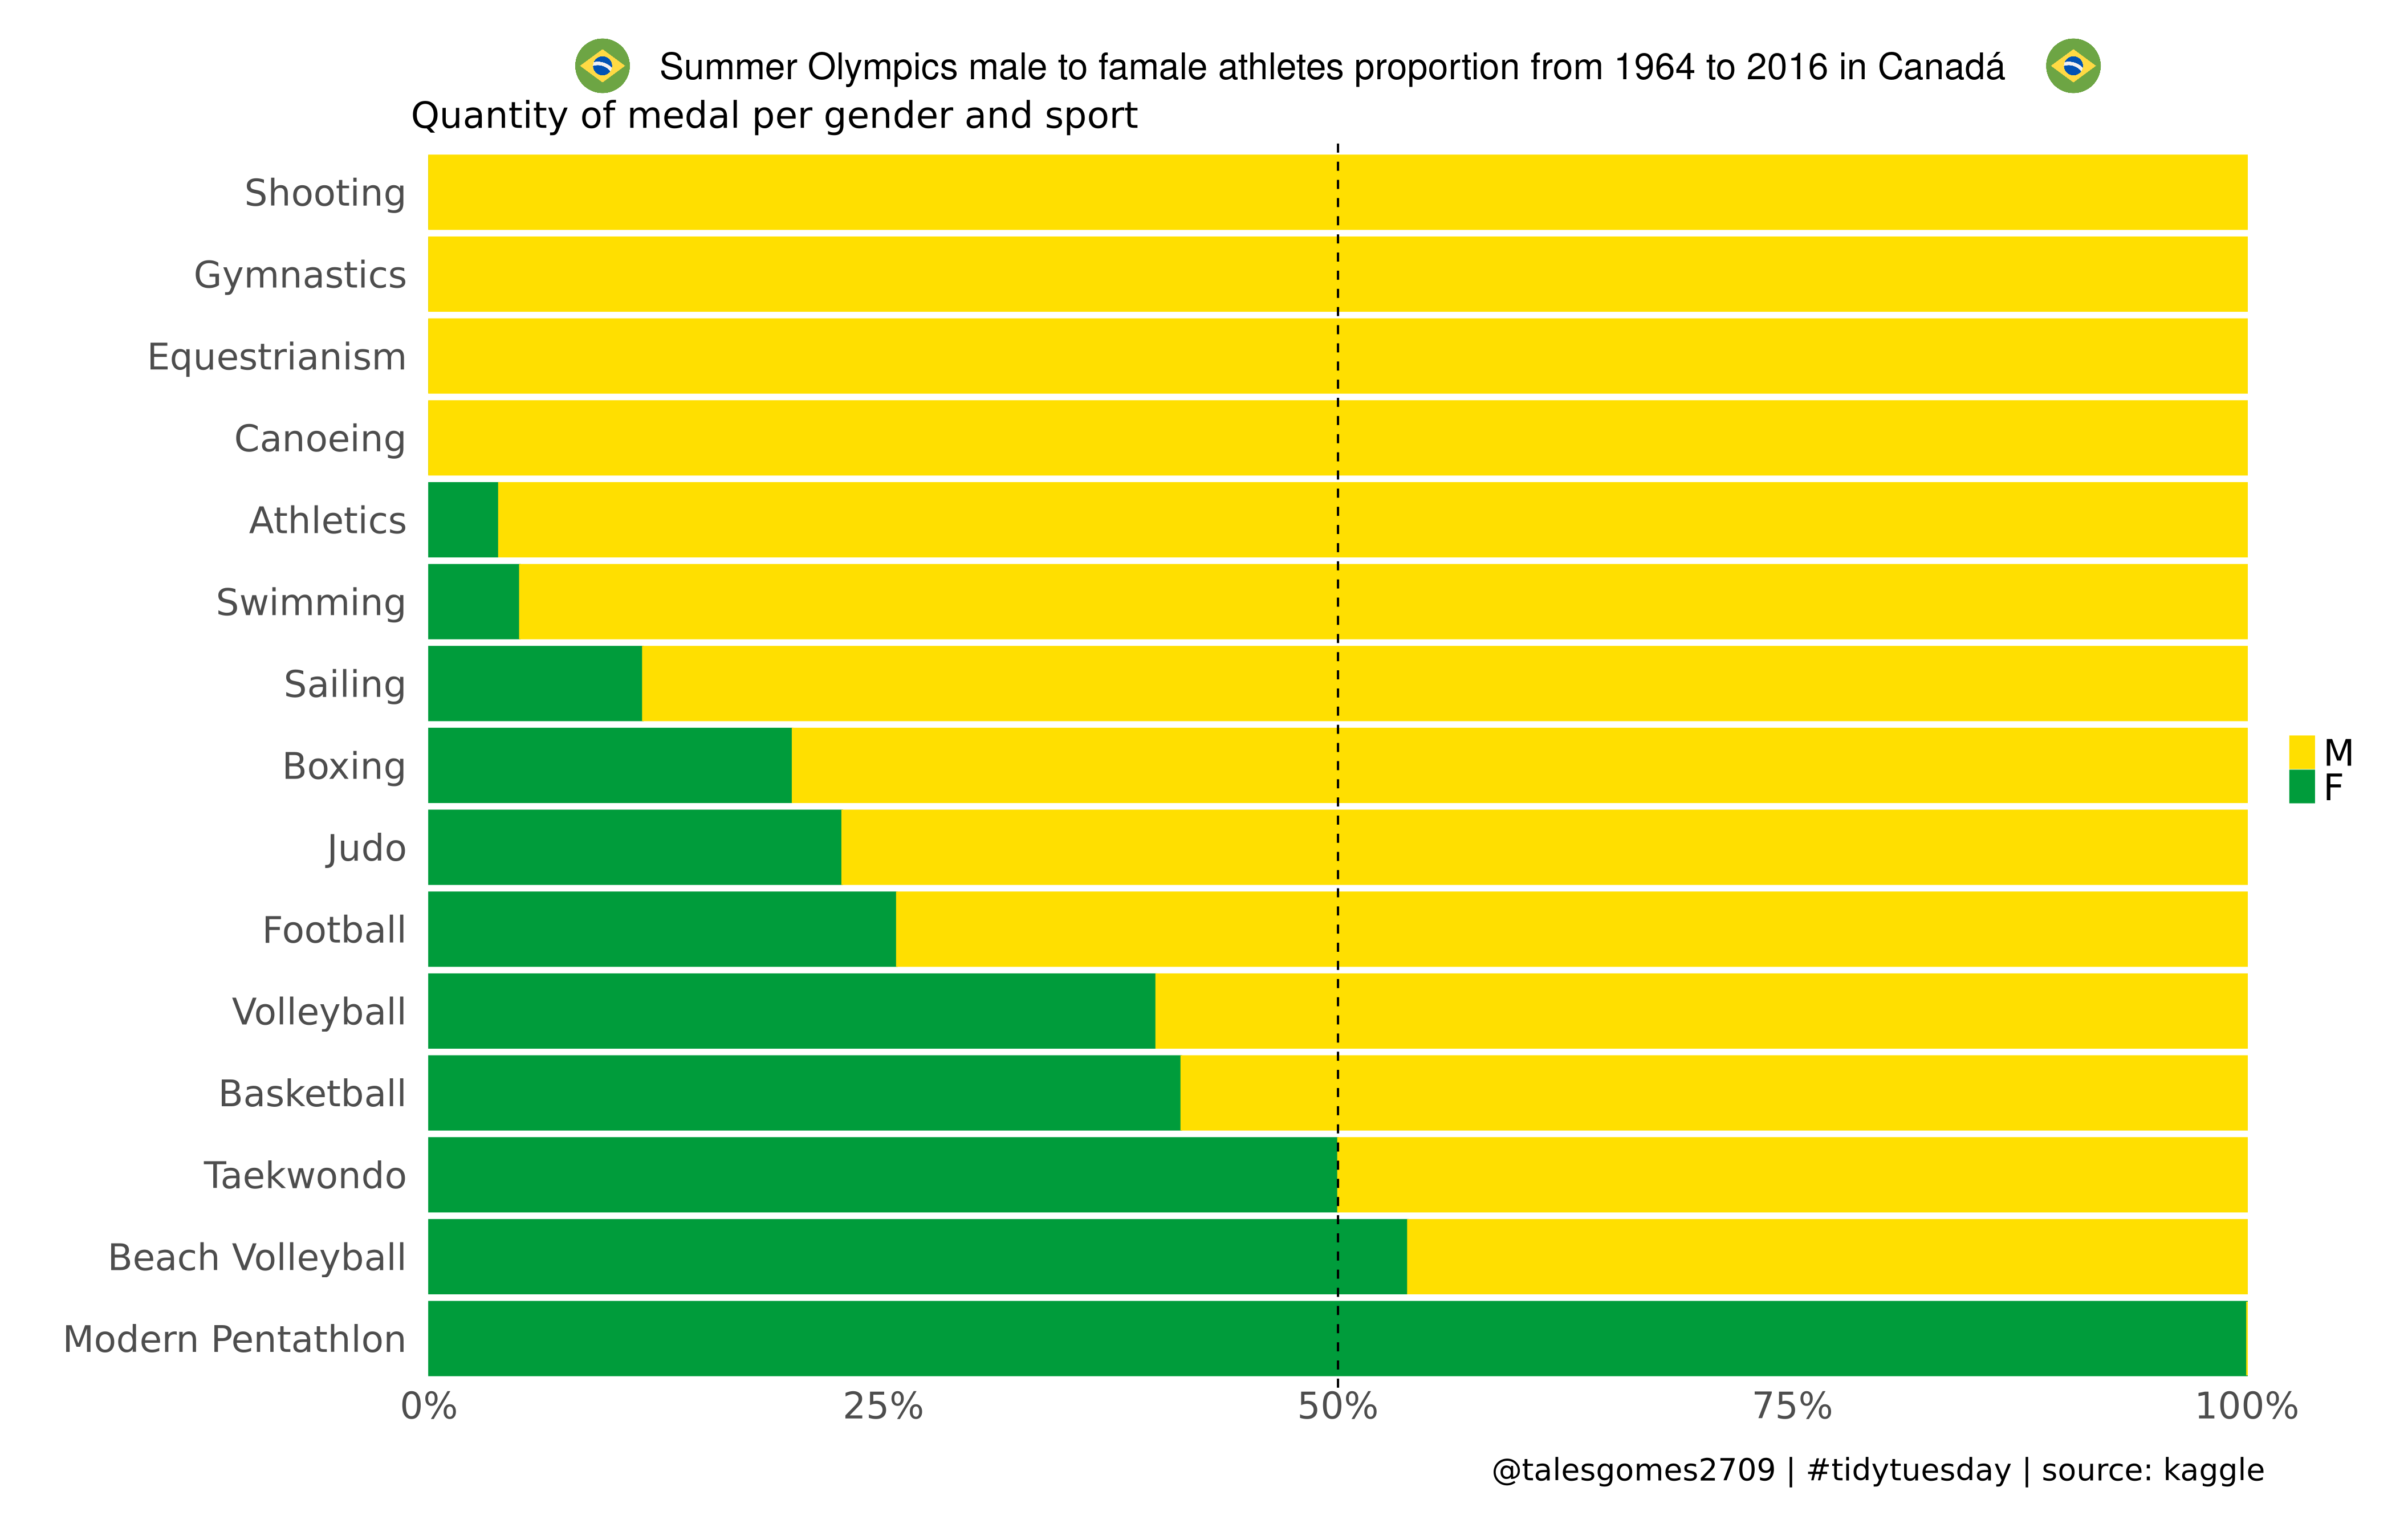 Summer Olympics male to famale athletes proportion from 1964 to 2016 in Canadá
Quantity of medal per gender and sport
Shooting
Gymnastics
Equestrianism
Canoeing
Athletics
Swimming
Sailing
Boxing
Judo
Football
Volleyball
Basketball
Taekwondo
Beach Volleyball
Modern Pentathlon
0% 25% 50% 75% 100%
M
F
@talesgomes2709 | #tidytuesday | source: kaggle